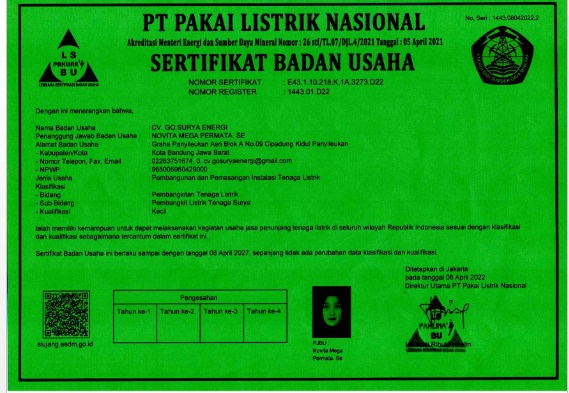 PT PAKAI LISTRIK NASIONAL
No. Seri : 1443.08042022.2
Akreditasi Menteri Energi dan Sumber Daya Mineral Nomor : 26 stf/TL.07/DJL.4/2021 Tanggal : 05 April 2021
LS
PAKUNA'S
BU
LEMBAGA SERTIFIKASI BADAN USAHA
SERTIFIKAT BADAN USAHA
NOMOR SERTIFIKAT : E43.1.10.218.K.1A.3273.D22
NOMOR REGISTER : 1443.01.D22
Dengan ini menerangkan bahwa,
Nama Badan Usaha : CV. GO SURYA ENERGI
Penanggung Jawab Badan Usaha : NOVITA MEGA PERMATA. SE
Alamat Badan Usaha : Graha Panyileukan Asri Blok A No.09 Cipadung Kidul Panyileukan
- Kabupaten/Kota : Kota Bandung Jawa Barat
- Nomor Telepon, Fax, Email : 02263751674, 0, cv.gosuryaenergi@gmail.com
- NPWP : 965006960429000
Jenis Usaha : Pembangunan dan Pemasangan Instalasi Tenaga Listrik
Klasifikasi
- Bidang : Pembangkitan Tenaga Listrik
- Sub Bidang : Pembangkit Listrik Tenaga Surya
- Kualifikasi : Kecil
telah memiliki kemampuan untuk dapat melaksanakan kegiatan usaha jasa penunjang tenaga listrik di seluruh wilayah Republik Indonesia sesuai dengan klasifikasi
dan kualifikasi sebagaimana tercantum dalam sertifikat ini.
Sertifikat Badan Usaha ini berlaku sampai dengan tanggal 08 April 2027, sepanjang tidak ada perubahan data klasifikasi dan kualifikasi.
Ditetapkan di Jakarta
pada tanggal 08 April 2022
Direktur Utama PT Pakai Listrik Nasional
Pengesahan
Tahun ke-1 Tahun ke-2 Tahun ke-3 Tahun ke-4
siujang.esdm.go.id
PJBU :
Novita Mega
Permata. Se
LS
PAKUNA'S
BU